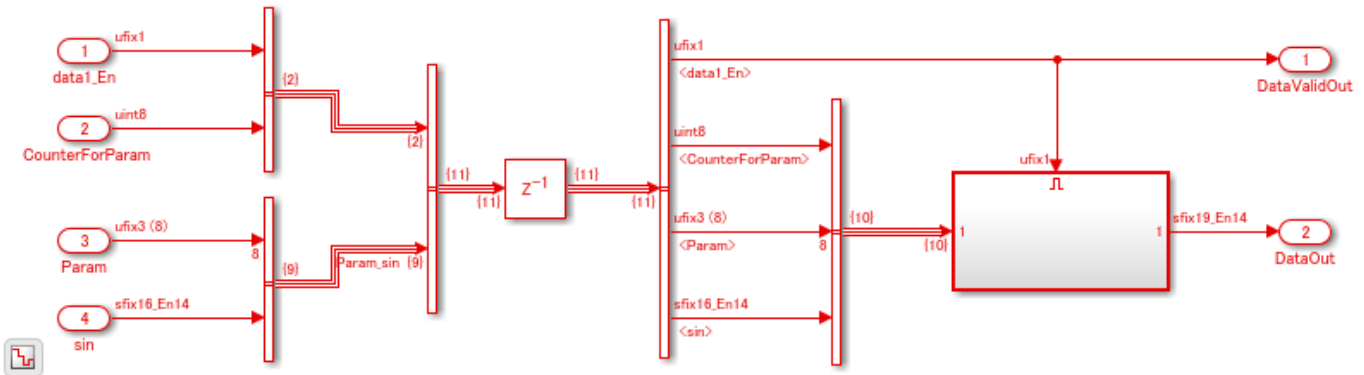 1
ufix1
data1_En
2
uint8
CounterForParam
{2}
{2}
3
ufix3 (8)
8
Param
4
sfix16_En14
sin
{9}
Param_sin {9}
{11}
{11}
Z⁻¹
{11}
{11}
ufix1
<data1_En>
uint8
<CounterForParam>
ufix3 (8)
8
<Param>
sfix16_En14
<sin>
{10}
{10}
ufix1
1
1
sfix19_En14
1
DataValidOut
2
DataOut